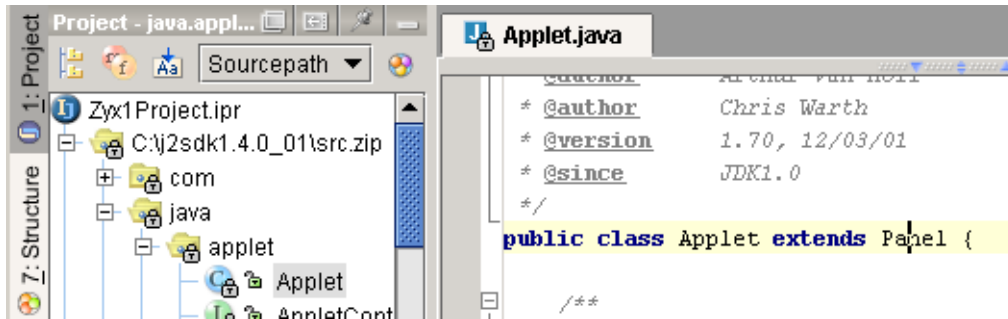 Project - java.appl...
1: Project
7: Structure
Sourcepath
Zyx1Project.ipr
C:\j2sdk1.4.0_01\src.zip
com
java
applet
Applet
AppletCont
Applet.java
* @author Chris Warth
* @version 1.70, 12/03/01
* @since JDK1.0
*/
public class Applet extends Panel {
/**